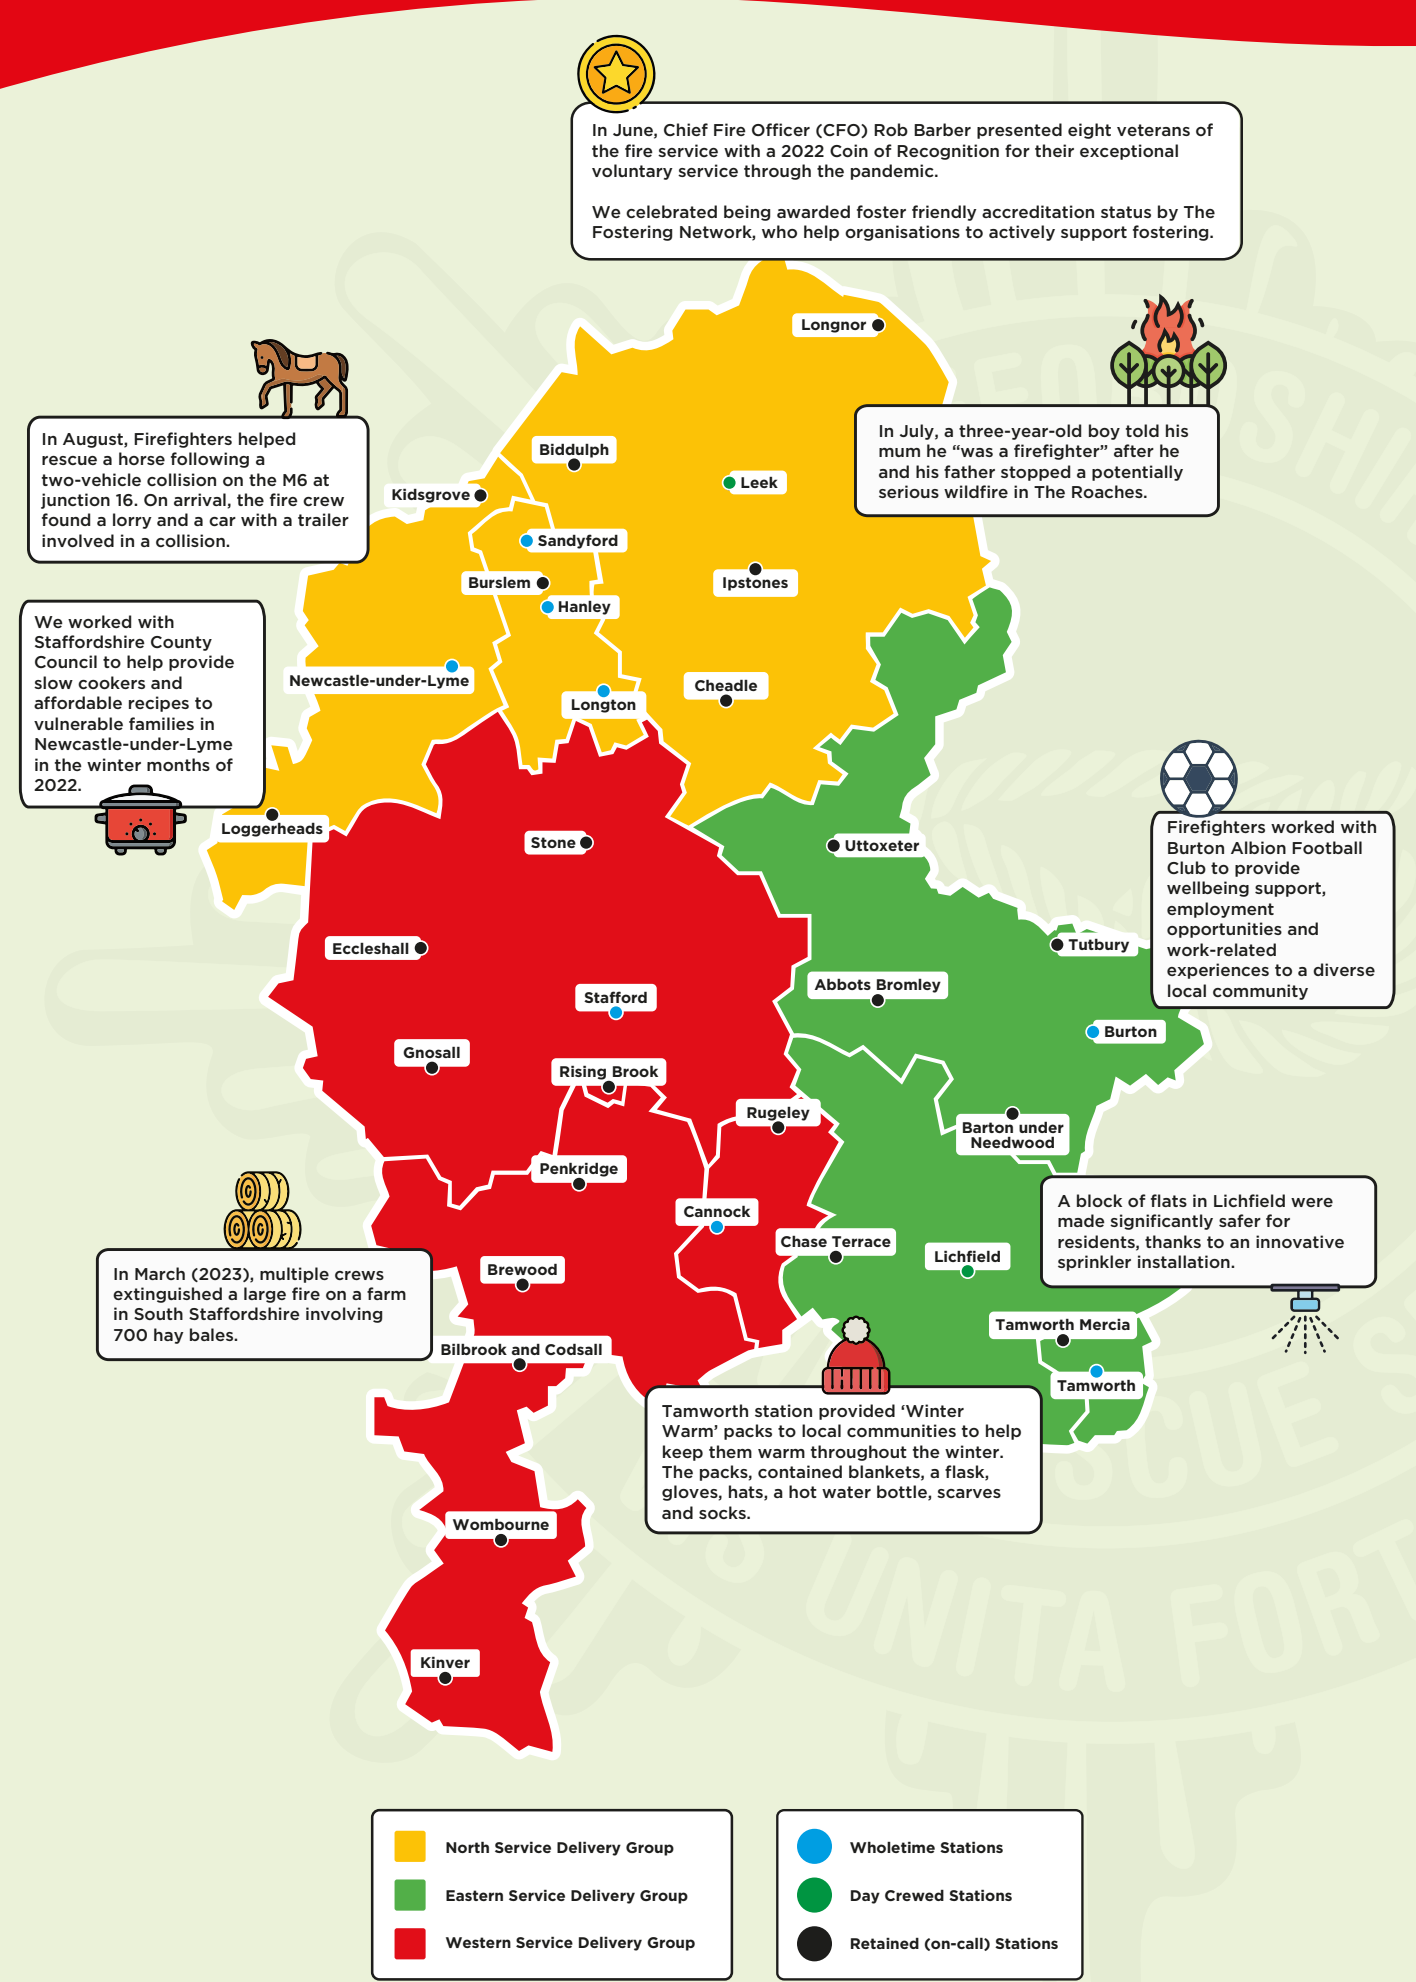 In June, Chief Fire Officer (CFO) Rob Barber presented eight veterans of
the fire service with a 2022 Coin of Recognition for their exceptional
voluntary service through the pandemic.
We celebrated being awarded foster friendly accreditation status by The
Fostering Network, who help organisations to actively support fostering.
Longnor
In August, Firefighters helped
rescue a horse following a
two-vehicle collision on the M6 at
junction 16. On arrival, the fire crew
found a lorry and a car with a trailer
involved in a collision.
In July, a three-year-old boy told his
mum he “was a firefighter” after he
and his father stopped a potentially
serious wildfire in The Roaches.
Biddulph
Leek
Kidsgrove
Sandyford
Burslem
Ipstones
Hanley
We worked with
Staffordshire County
Council to help provide
slow cookers and
affordable recipes to
vulnerable families in
Newcastle-under-Lyme
in the winter months of
2022.
Newcastle-under-Lyme
Cheadle
Longton
Loggerheads
Stone
Uttoxeter
Firefighters worked with
Burton Albion Football
Club to provide
wellbeing support,
employment
opportunities and
work-related
experiences to a diverse
local community
Eccleshall
Tutbury
Abbots Bromley
Stafford
Burton
Gnosall
Rising Brook
Rugeley
Barton under
Needwood
Penkridge
Cannock
A block of flats in Lichfield were
made significantly safer for
residents, thanks to an innovative
sprinkler installation.
Chase Terrace
Lichfield
Brewood
In March (2023), multiple crews
extinguished a large fire on a farm
in South Staffordshire involving
700 hay bales.
Tamworth Mercia
Bilbrook and Codsall
Tamworth
Tamworth station provided ‘Winter
Warm’ packs to local communities to help
keep them warm throughout the winter.
The packs, contained blankets, a flask,
gloves, hats, a hot water bottle, scarves
and socks.
Wombourne
Kinver
North Service Delivery Group
Eastern Service Delivery Group
Western Service Delivery Group
Wholetime Stations
Day Crewed Stations
Retained (on-call) Stations